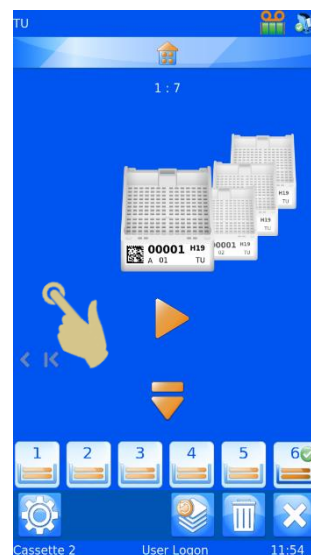 TU
1 : 7
00001 H19
A 01 TU
0001 H19
02 TU
H19
TU
H19
TU
1 2 3 4 5 6
Cassette 2 User Logon 11:54